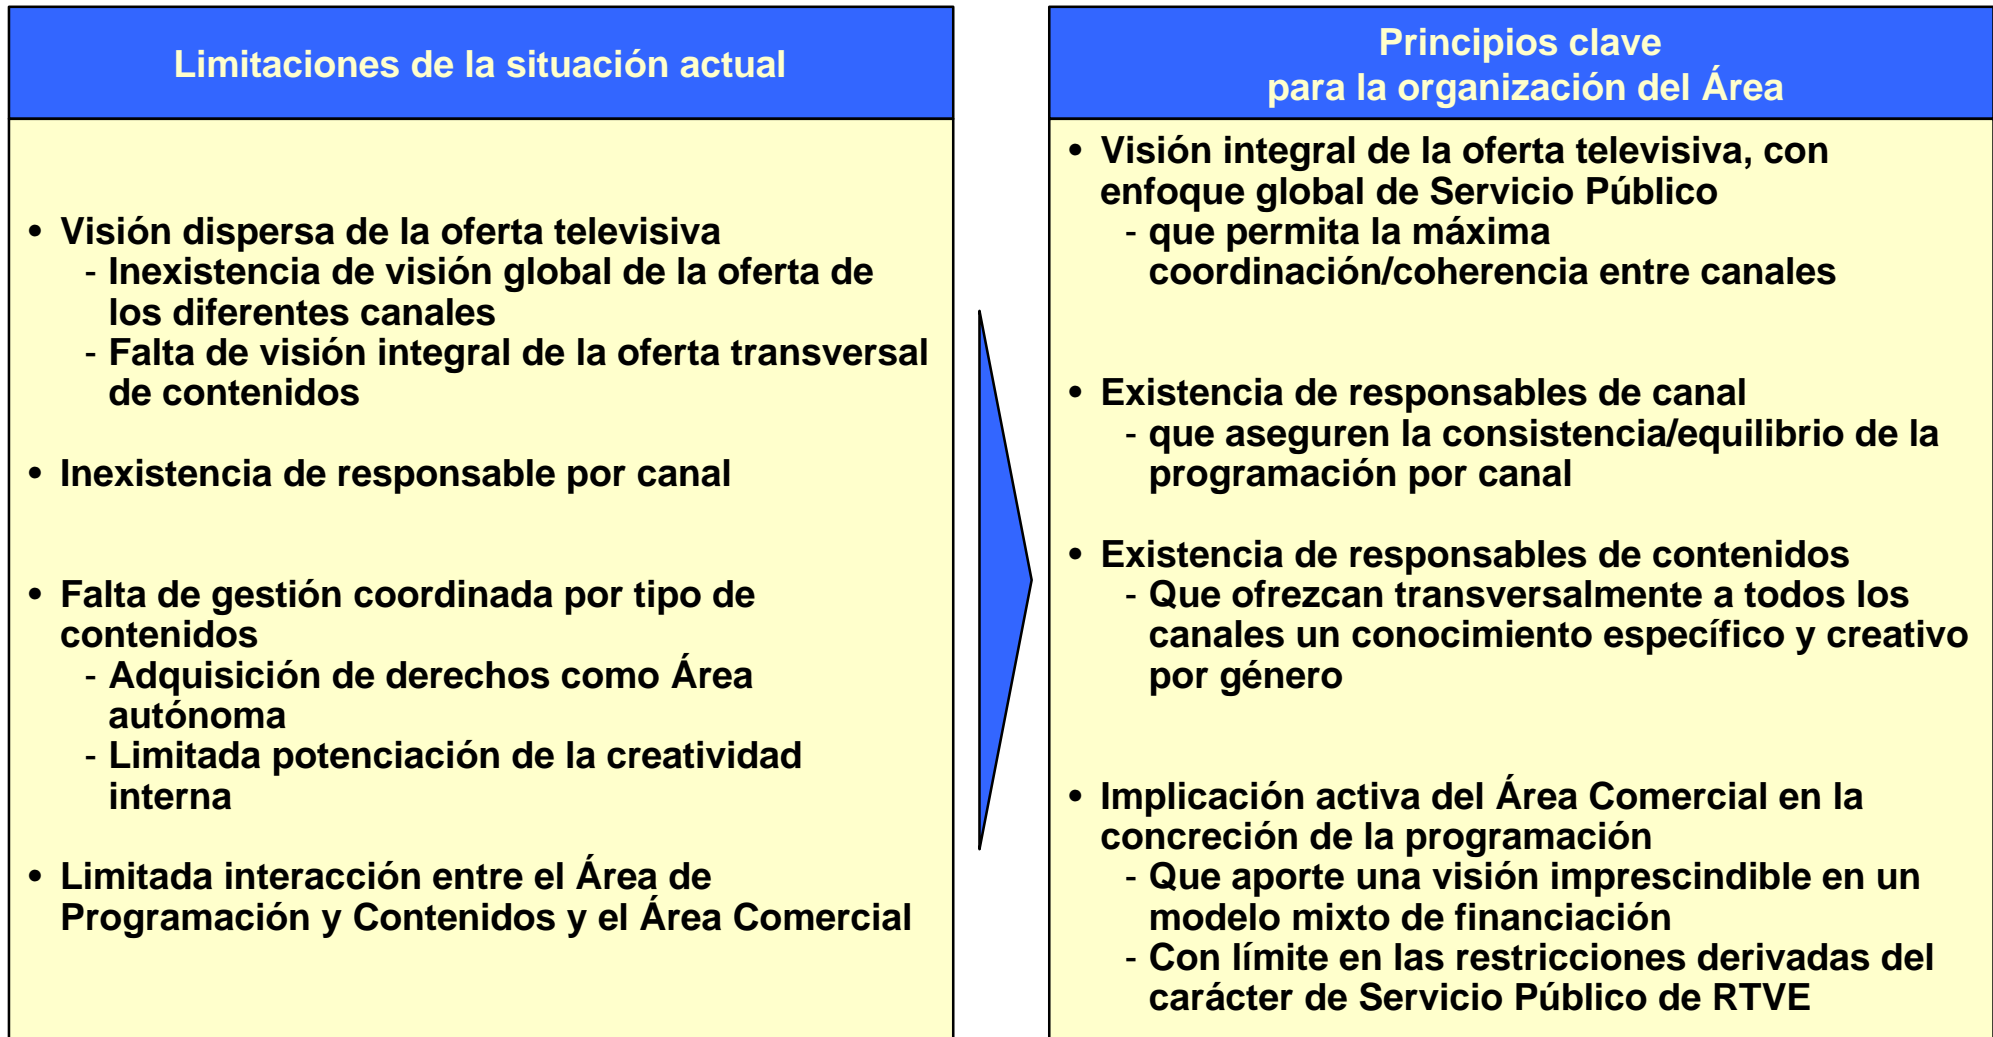 Limitaciones de la situación actual
• Visión dispersa de la oferta televisiva
- Inexistencia de visión global de la oferta de
los diferentes canales
- Falta de visión integral de la oferta transversal
de contenidos
• Inexistencia de responsable por canal
• Falta de gestión coordinada por tipo de
contenidos
- Adquisición de derechos como Área
autónoma
- Limitada potenciación de la creatividad
interna
• Limitada interacción entre el Área de
Programación y Contenidos y el Área Comercial
Principios clave
para la organización del Área
• Visión integral de la oferta televisiva, con
enfoque global de Servicio Público
- que permita la máxima
coordinación/coherencia entre canales
• Existencia de responsables de canal
- que aseguren la consistencia/equilibrio de la
programación por canal
• Existencia de responsables de contenidos
- Que ofrezcan transversalmente a todos los
canales un conocimiento específico y creativo
por género
• Implicación activa del Área Comercial en la
concreción de la programación
- Que aporte una visión imprescindible en un
modelo mixto de financiación
- Con límite en las restricciones derivadas del
carácter de Servicio Público de RTVE